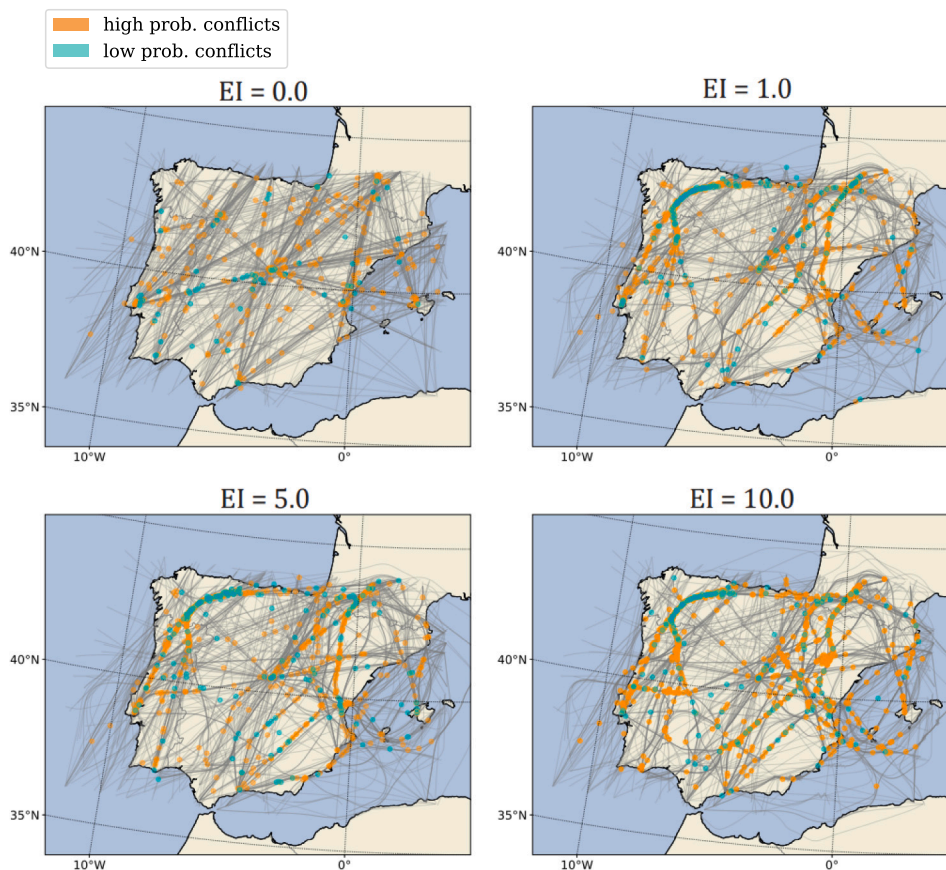 high prob. conflicts
low prob. conflicts
EI = 0.0
EI = 1.0
40°N
35°N
10°W
0°
40°N
35°N
10°W
0°
EI = 5.0
EI = 10.0
40°N
35°N
10°W
0°
40°N
35°N
10°W
0°